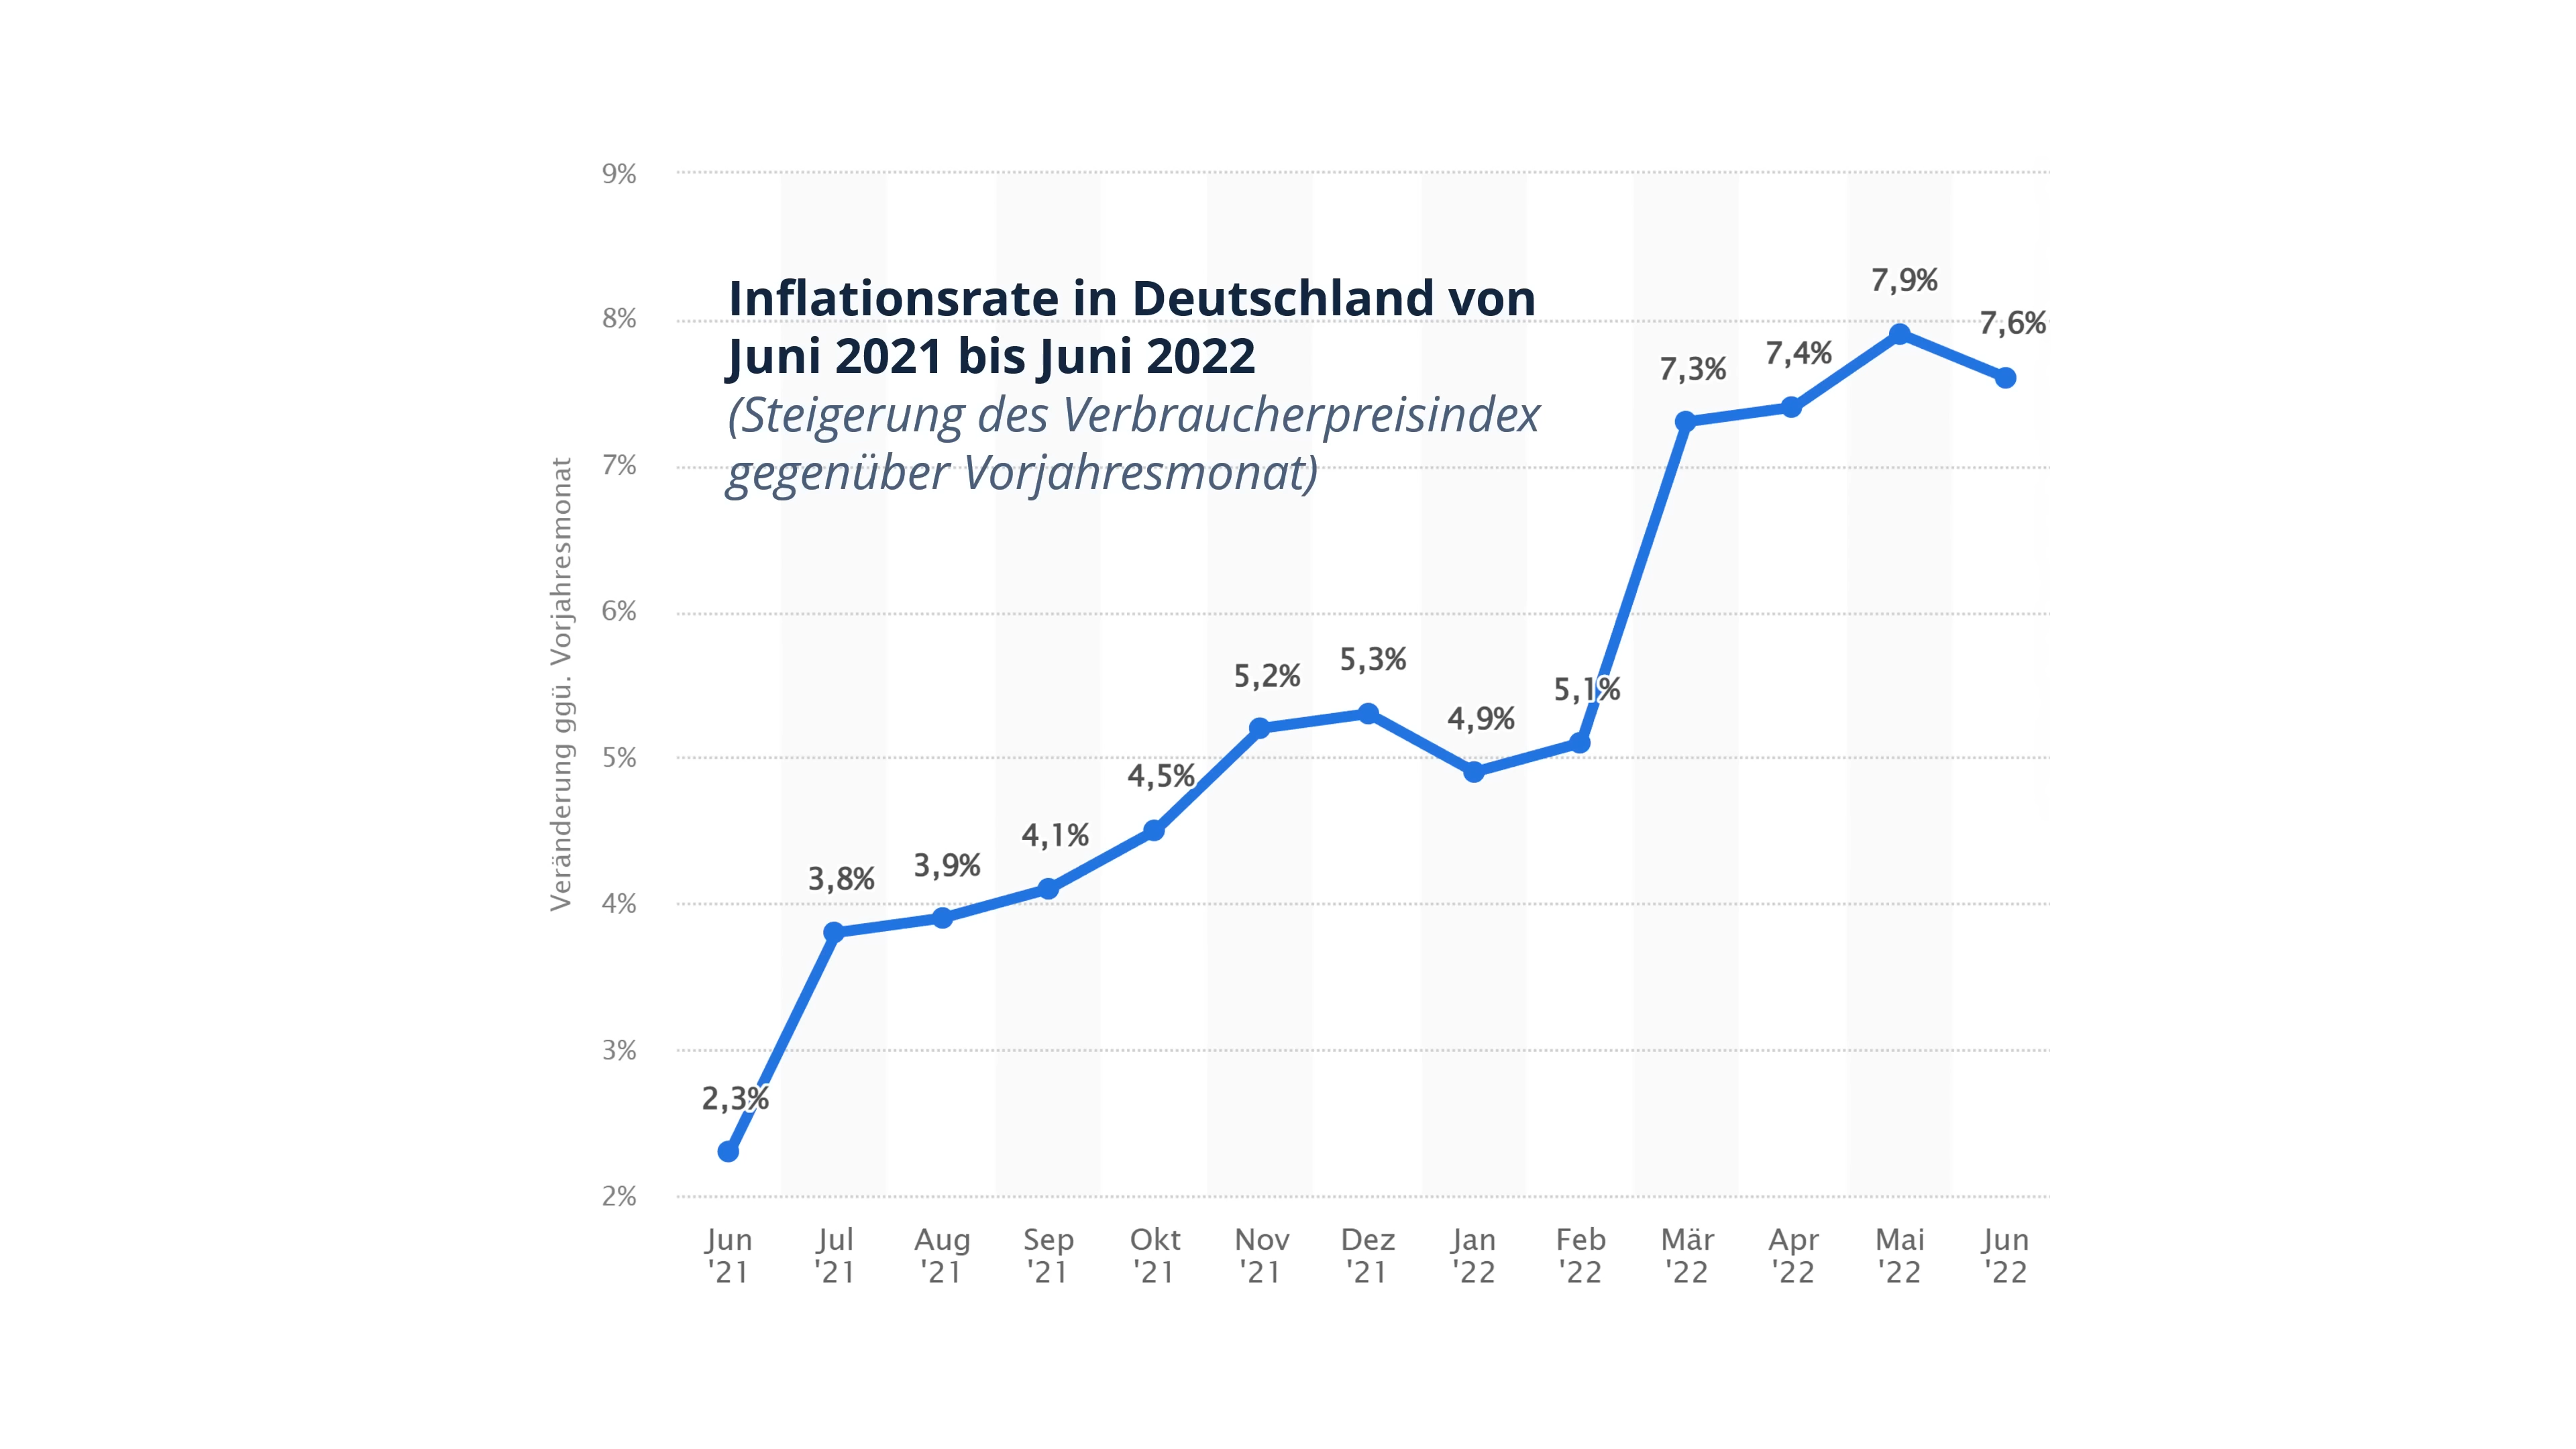 Inflationsrate in Deutschland von
Juni 2021 bis Juni 2022
(Steigerung des Verbraucherpreisindex
gegenüber Vorjahresmonat)
Veränderung ggü. Vorjahresmonat
9%
8%
7%
6%
5%
4%
3%
2%
2,3%
3,8%
3,9%
4,1%
4,5%
5,2%
5,3%
4,9%
5,1%
7,3%
7,4%
7,9%
7,6%
Jun '21
Jul '21
Aug '21
Sep '21
Okt '21
Nov '21
Dez '21
Jan '22
Feb '22
Mär '22
Apr '22
Mai '22
Jun '22